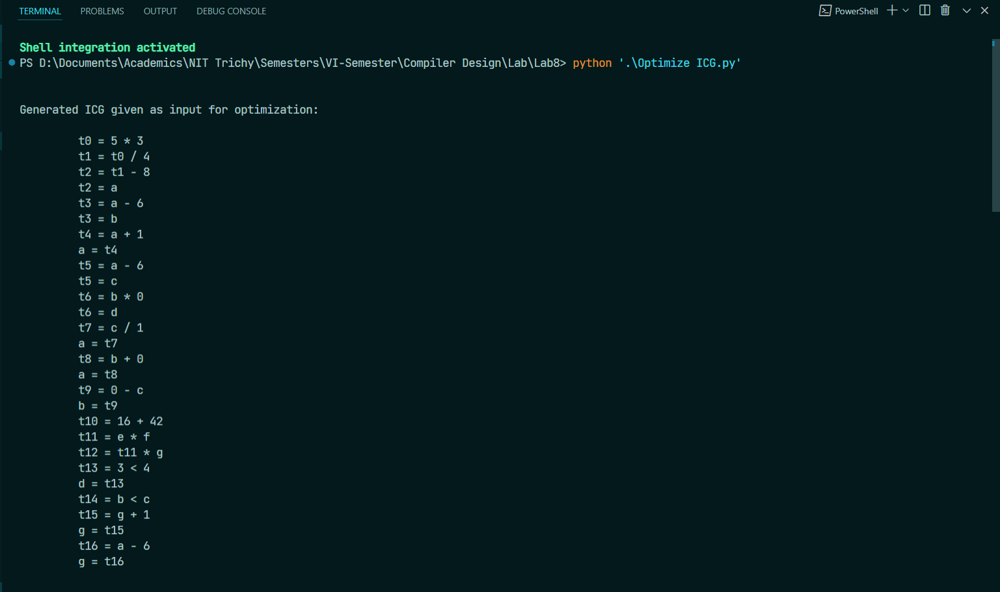 TERMINAL PROBLEMS OUTPUT DEBUG CONSOLE PowerShell
Shell integration activated
PS D:\Documents\Academics\NIT Trichy\Semesters\VI-Semester\Compiler Design\Lab\Lab8> python '.\Optimize ICG.py'
Generated ICG given as input for optimization:
t0 = 5 * 3
t1 = t0 / 4
t2 = t1 - 8
t2 = a
t3 = a - 6
t3 = b
t4 = a + 1
a = t4
t5 = a - 6
t5 = c
t6 = b * 0
t6 = d
t7 = c / 1
a = t7
t8 = b + 0
a = t8
t9 = 0 - c
b = t9
t10 = 16 + 42
t11 = e * f
t12 = t11 * g
t13 = 3 < 4
d = t13
t14 = b < c
t15 = g + 1
g = t15
t16 = a - 6
g = t16